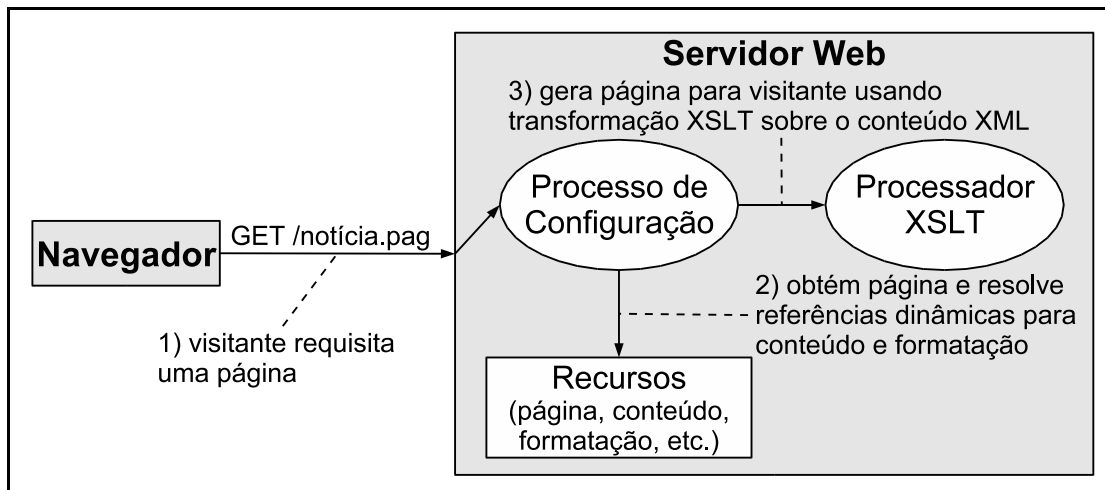 Servidor Web
3) gera página para visitante usando
transformação XSLT sobre o conteúdo XML
Processo de
Configuração
Processador
XSLT
GET /notícia.pag
Navegador
2) obtém página e resolve
referências dinâmicas para
conteúdo e formatação
1) visitante requisita
uma página
Recursos
(página, conteúdo,
formatação, etc.)